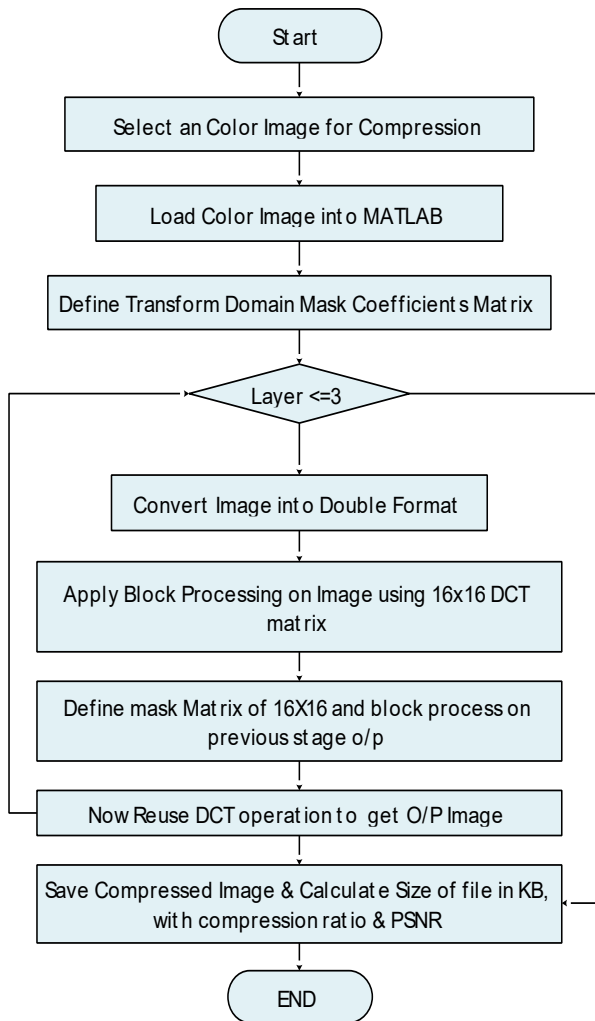 Start
Select an Color Image for Compression
Load Color Image into MATLAB
Define Transform Domain Mask Coefficients Matrix
Layer <=3
Convert Image into Double Format
Apply Block Processing on Image using 16x16 DCT
matrix
Define mask Matrix of 16X16 and block process on
previous stage o/p
Now Reuse DCT operation to get O/P Image
Save Compressed Image & Calculate Size of file in KB,
with compression ratio & PSNR
END